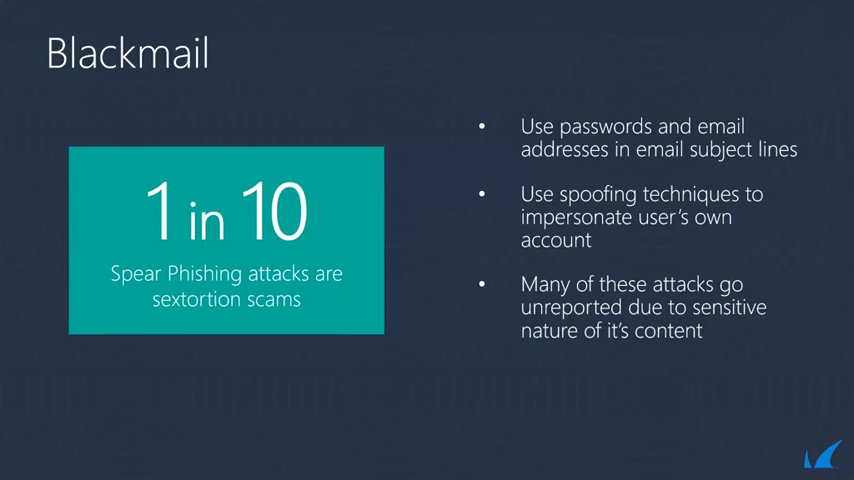 Blackmail
1 in 10
Spear Phishing attacks are
sextortion scams
• Use passwords and email
addresses in email subject lines
• Use spoofing techniques to
impersonate user's own
account
• Many of these attacks go
unreported due to sensitive
nature of it's content